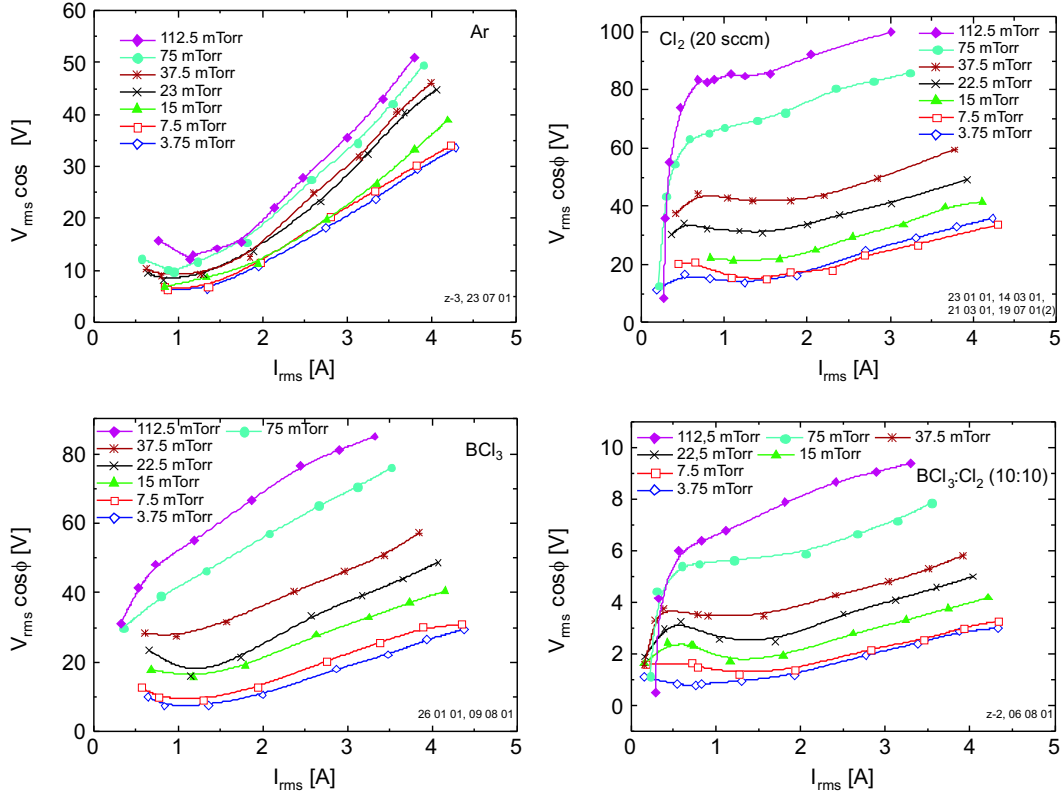 60
50
40
30
20
10
0
V_rms cos [V]
112.5 mTorr
75 mTorr
37.5 mTorr
23 mTorr
15 mTorr
7.5 mTorr
3.75 mTorr
Ar
z-3, 23 07 01
0 1 2 3 4 5
I_rms [A]
100
80
60
40
20
0
V_rms cosϕ [V]
Cl₂ (20 sccm)
112.5 mTorr
75 mTorr
37.5 mTorr
22.5 mTorr
15 mTorr
7.5 mTorr
3.75 mTorr
23 01 01, 14 03 01,
21 03 01, 19 07 01(2)
0 1 2 3 4 5
I_rms [A]
80
60
40
20
0
V_rms cosϕ [V]
112.5 mTorr 75 mTorr
37.5 mTorr
22.5 mTorr
15 mTorr
7.5 mTorr
3.75 mTorr
BCl₃
26 01 01, 09 08 01
0 1 2 3 4 5
I_rms [A]
10
8
6
4
2
0
V_rms cosϕ [V]
112,5 mTorr 75 mTorr 37.5 mTorr
22,5 mTorr 15 mTorr
7.5 mTorr
3.75 mTorr
BCl₃:Cl₂ (10:10)
z-2, 06 08 01
0 1 2 3 4 5
I_rms [A]